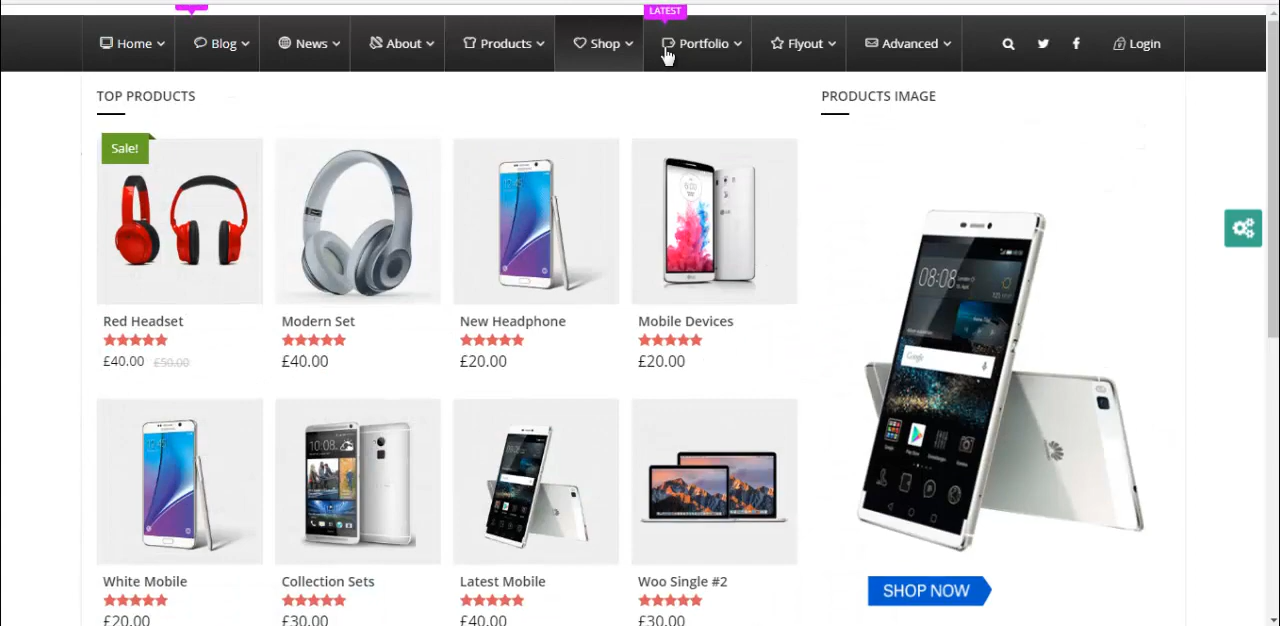 LATEST
Home Blog News About Products Shop Portfolio Flyout Advanced Login
TOP PRODUCTS
PRODUCTS IMAGE
Sale!
Red Headset
Modern Set
New Headphone
Mobile Devices
£40.00 £50.00
£40.00
£20.00
£20.00
08:08
Google
SHOP NOW
White Mobile
Collection Sets
Latest Mobile
Woo Single #2
£20.00
£30.00
£40.00
£30.00